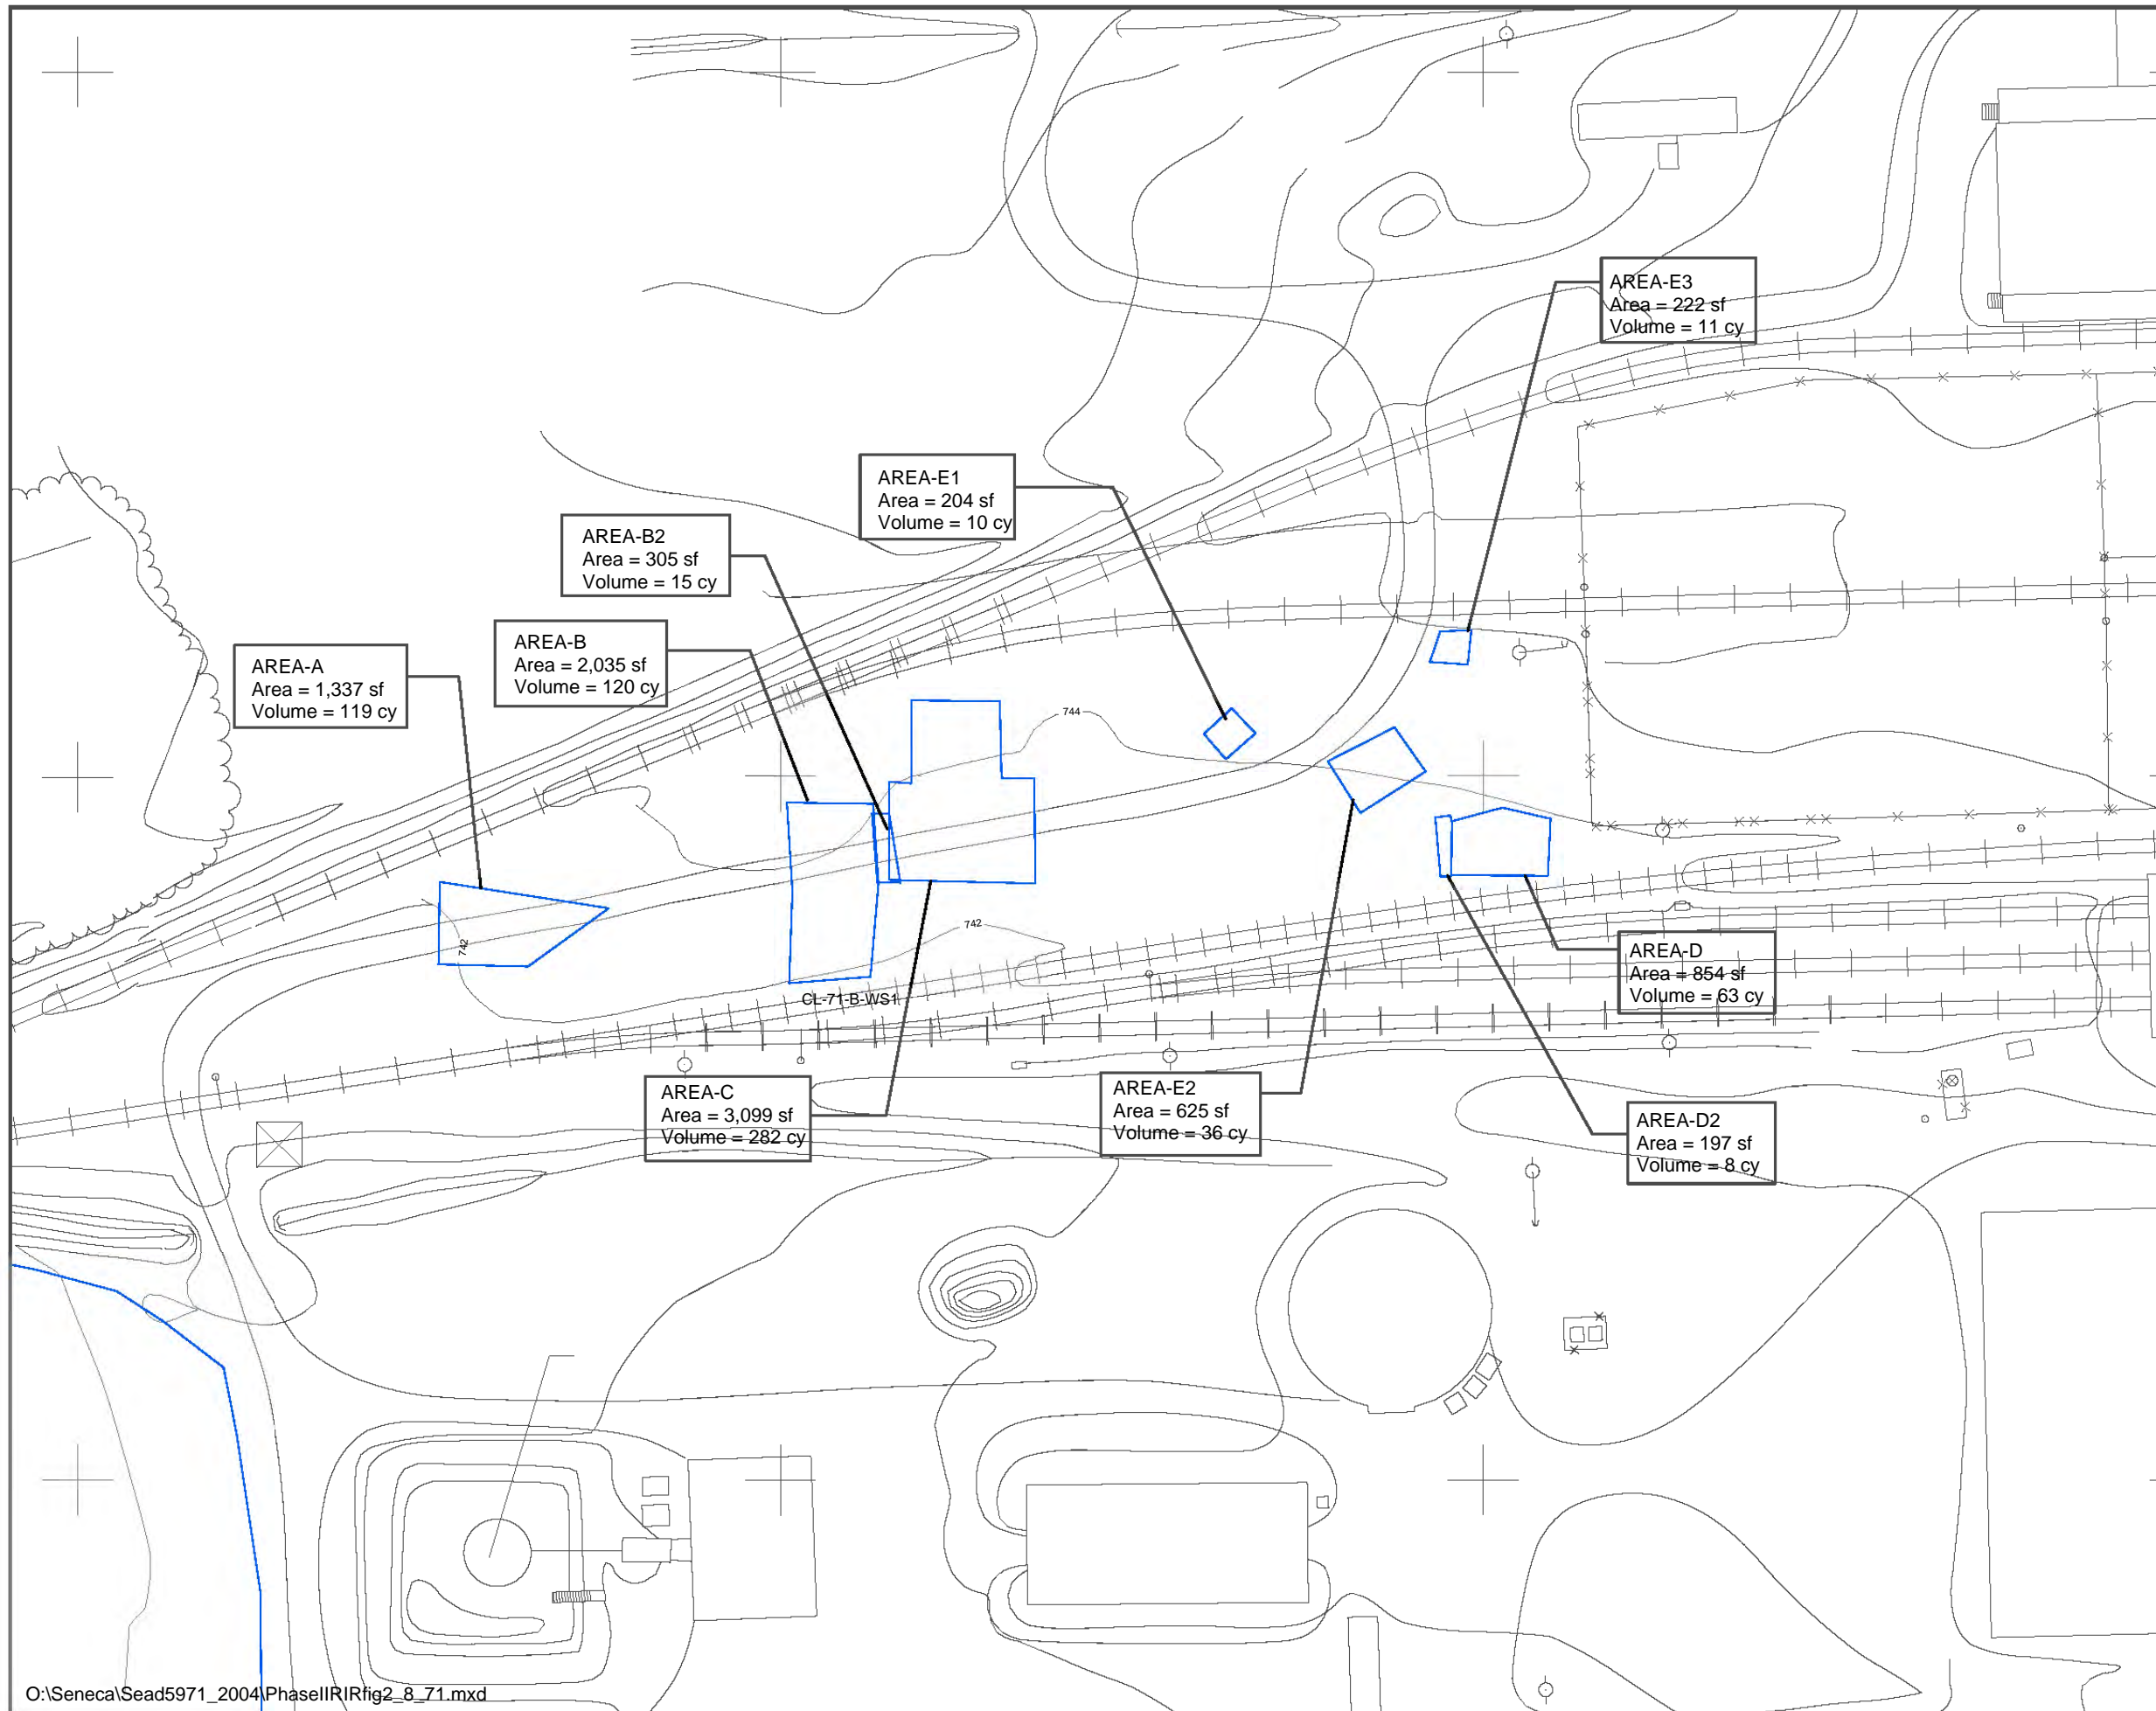 AREA-E3
Area = 222 sf
Volume = 11 cy
AREA-E1
Area = 204 sf
Volume = 10 cy
AREA-B2
Area = 305 sf
Volume = 15 cy
AREA-B
Area = 2,035 sf
Volume = 120 cy
AREA-A
Area = 1,337 sf
Volume = 119 cy
744
742
742
CL-71-B-WS1
AREA-D
Area = 854 sf
Volume = 63 cy
AREA-C
Area = 3,099 sf
Volume = 282 cy
AREA-E2
Area = 625 sf
Volume = 36 cy
AREA-D2
Area = 197 sf
Volume = 8 cy
O:\Seneca\Sead5971_2004\PhaseIIRIRfig2_8_71.mxd